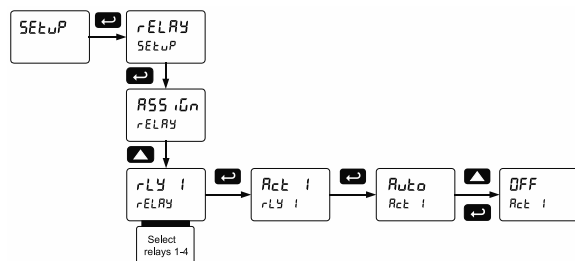 SEtuP
rELAY
SEtuP
ASSiGn
rELAY
rLY 1
rELAY
Act 1
rLY 1
Auto
Act 1
OFF
Act 1
Select
relays 1-4